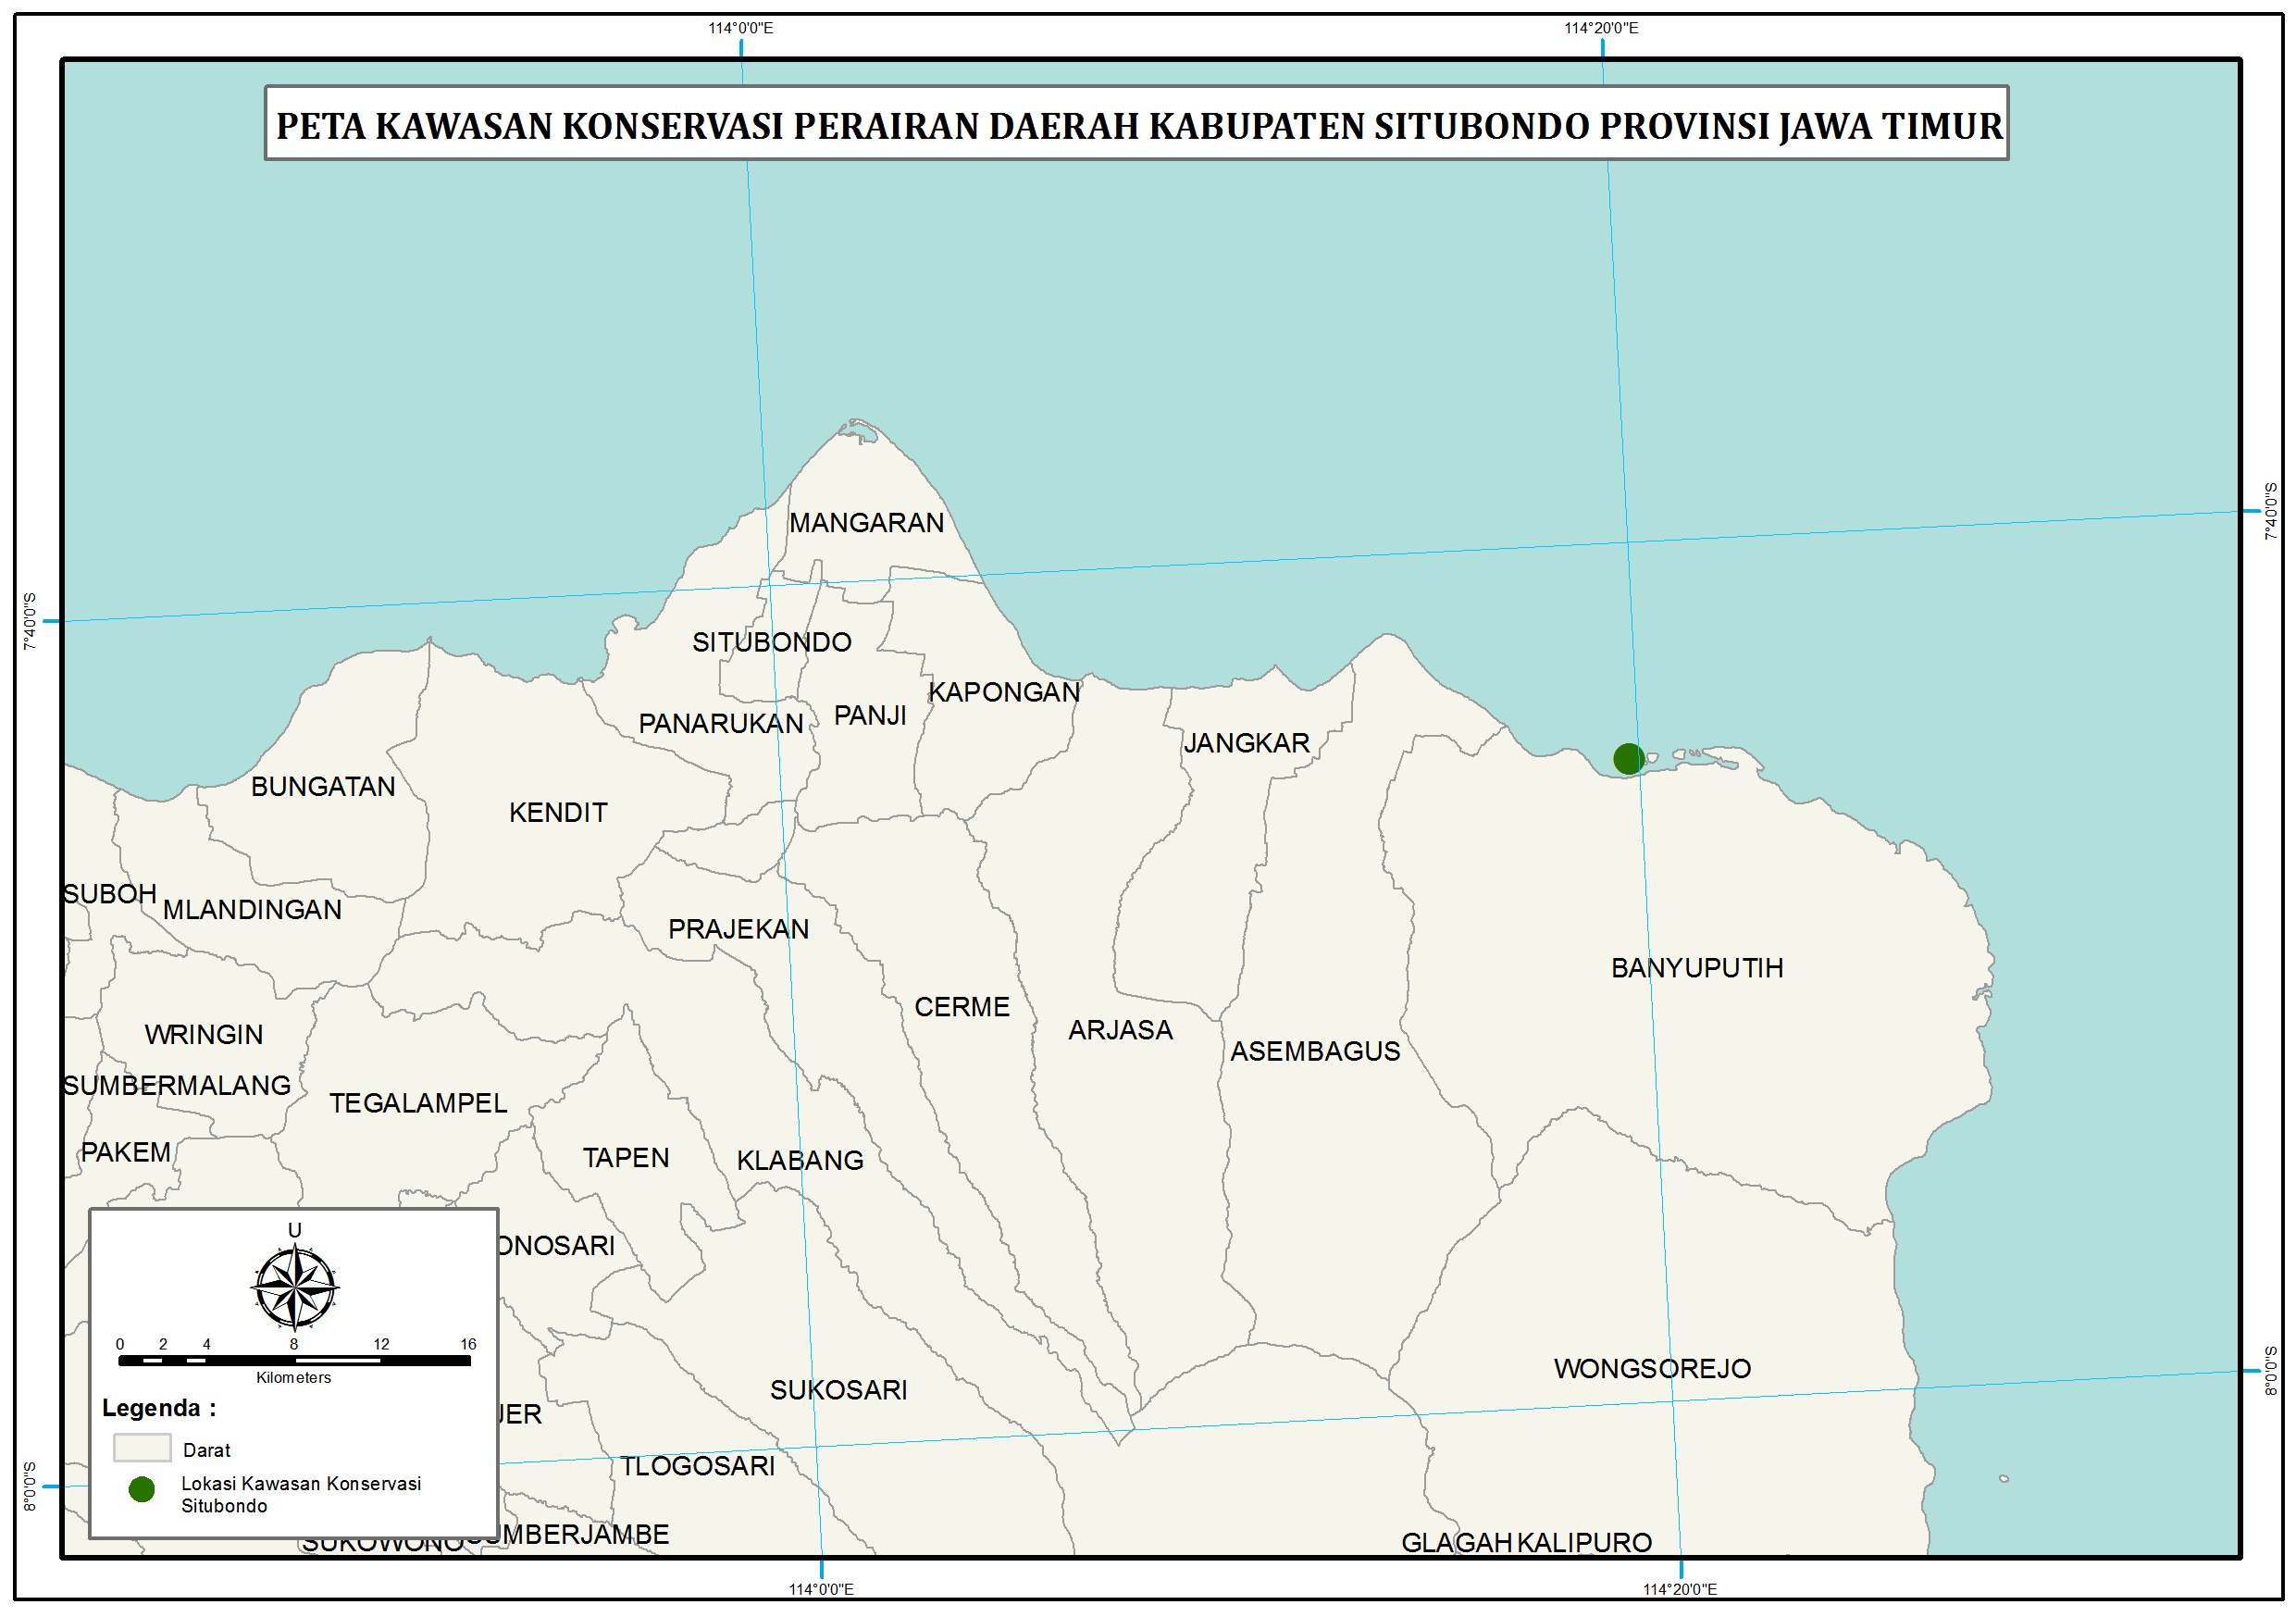 114°0'0"E
114°20'0"E
PETA KAWASAN KONSERVASI PERAIRAN DAERAH KABUPATEN SITUBONDO PROVINSI JAWA TIMUR
7°40'0"S
7°40'0"S
MANGARAN
SITUBONDO
KAPONGAN
PANJI
PANARUKAN
JANGKAR
BUNGATAN
KENDIT
SUBOH
MLANDINGAN
PRAJEKAN
BANYUPUTIH
CERME
ARJASA
WRINGIN
ASEMBAGUS
SUMBERMALANG
TEGALAMPEL
PAKEM
TAPEN
KLABANG
ONOSARI
WONGSOREJO
SUKOSARI
JER
TLOGOSARI
SUKOWONO
UMBERJAMBE
GLAGAH
KALIPURO
U
0 2 4 8 12 16
Kilometers
Legenda :
Darat
Lokasi Kawasan Konservasi
Situbondo
8°0'0"S
8°0'0"S
114°0'0"E
114°20'0"E